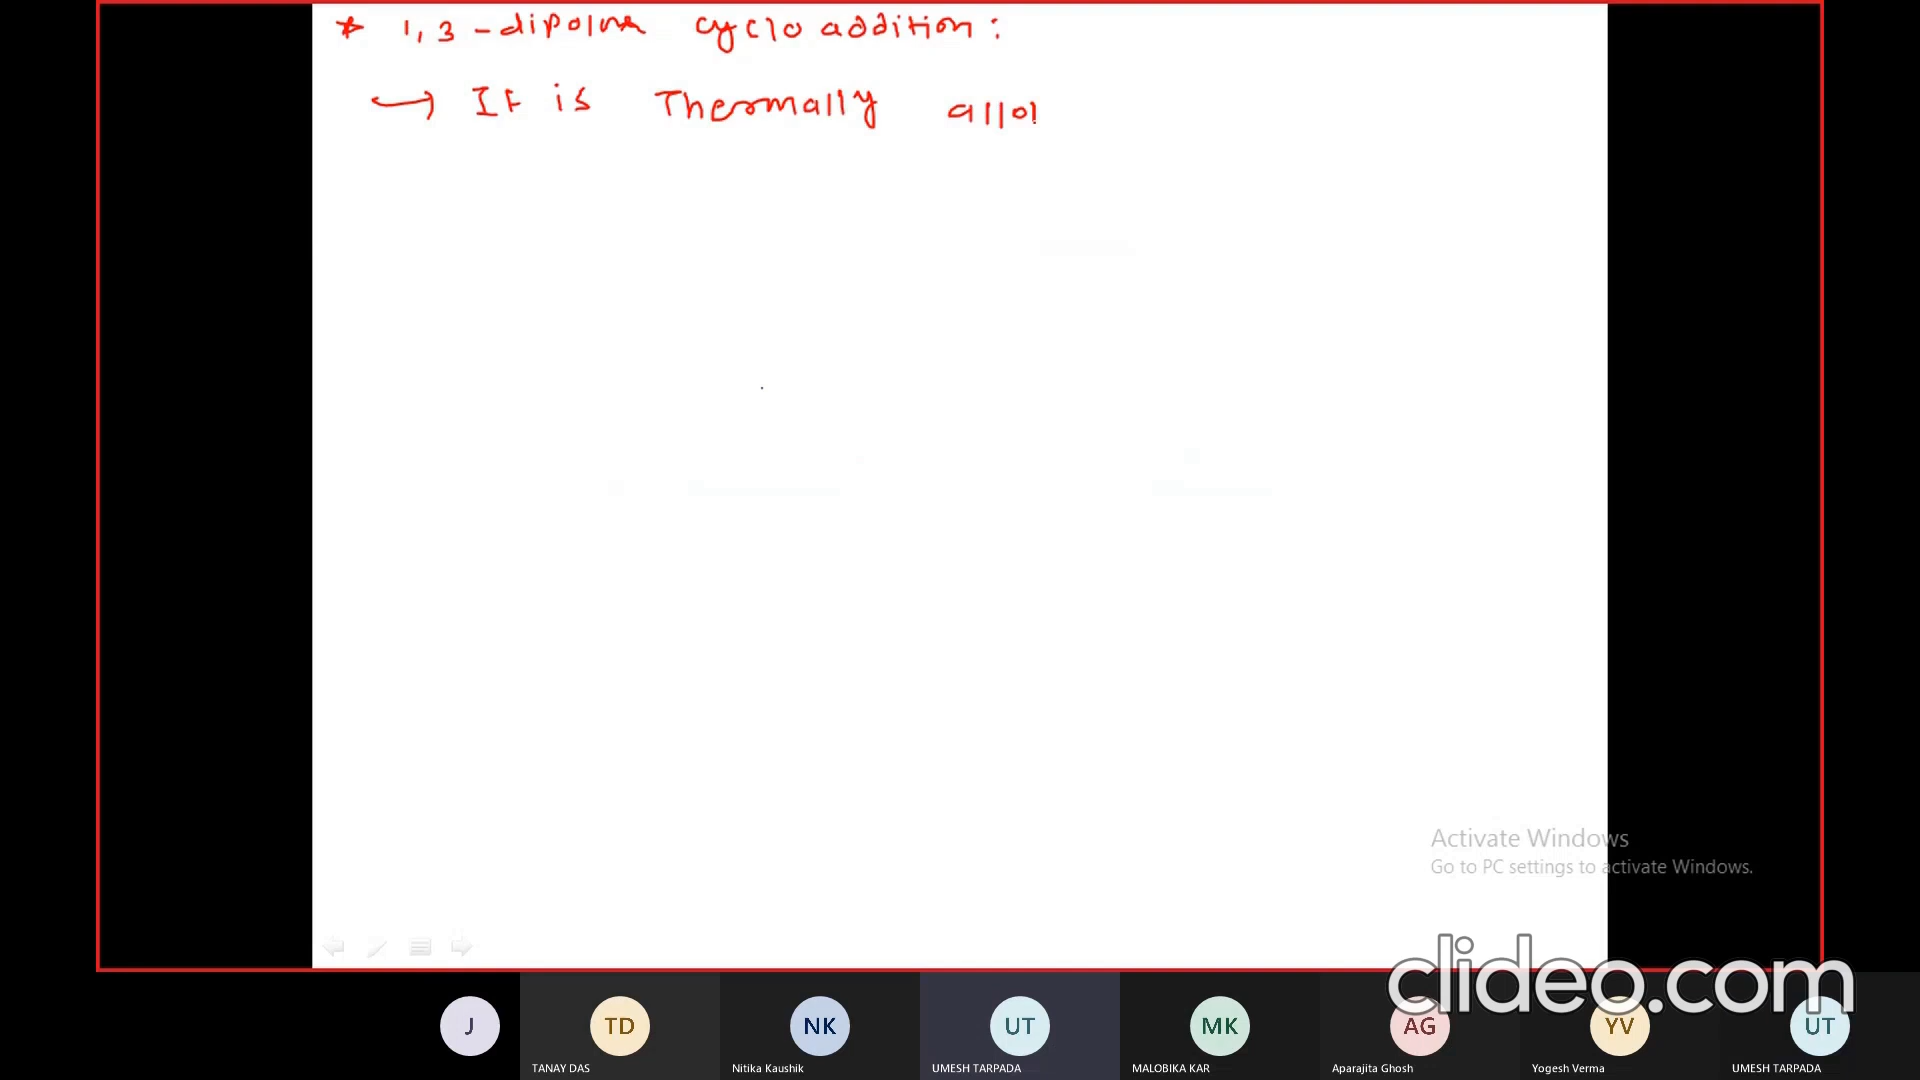 * 1,3-dipolar cyclo addition:
→ It is Thermally allo
Activate Windows
Go to PC settings to activate Windows.
clideo.com
J TD NK UT MK AG YV UT
TANAY DAS Nitika Kaushik UMESH TARPADA MALOBIKA KAR Aparajita Ghosh Yogesh Verma UMESH TARPADA